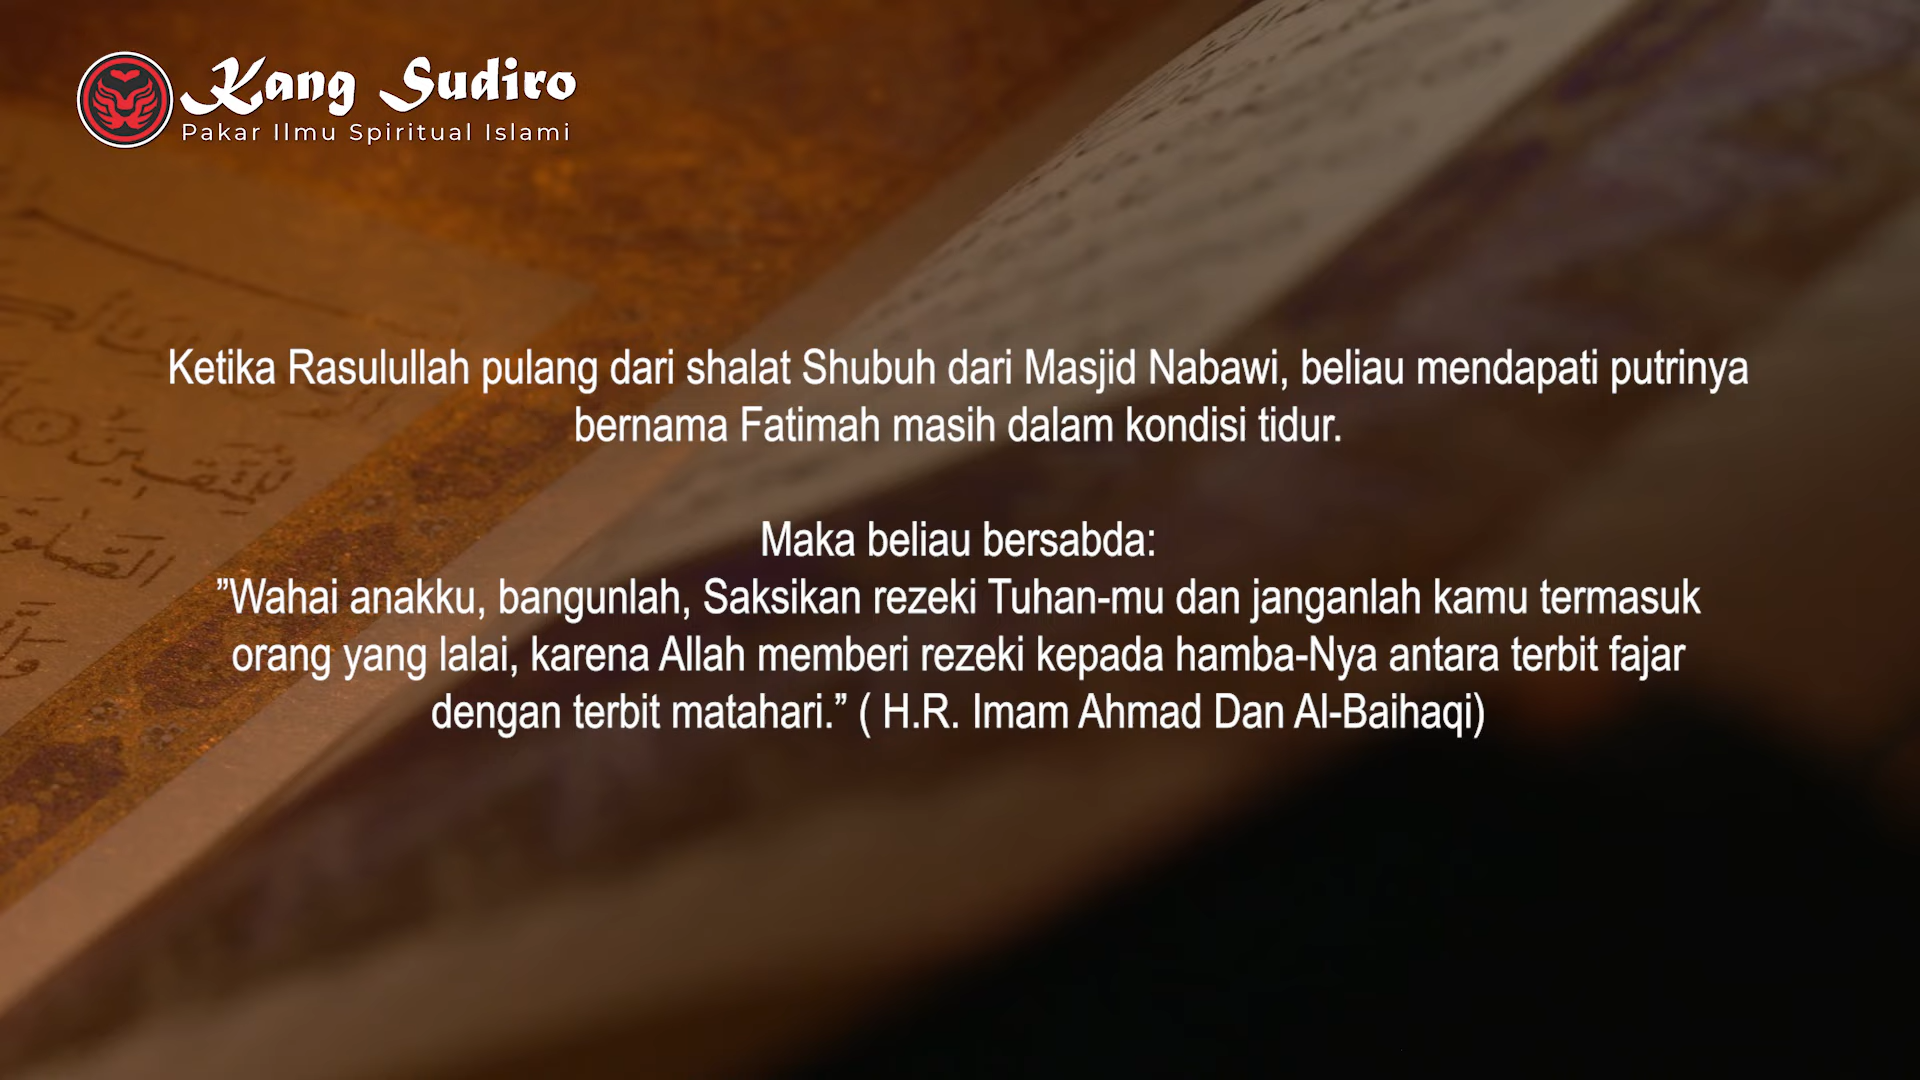 Kang Sudiro
Pakar Ilmu Spiritual Islami
Ketika Rasulullah pulang dari shalat Shubuh dari Masjid Nabawi, beliau mendapati putrinya
bernama Fatimah masih dalam kondisi tidur.
Maka beliau bersabda:
”Wahai anakku, bangunlah, Saksikan rezeki Tuhan-mu dan janganlah kamu termasuk
orang yang lalai, karena Allah memberi rezeki kepada hamba-Nya antara terbit fajar
dengan terbit matahari.” ( H.R. Imam Ahmad Dan Al-Baihaqi)